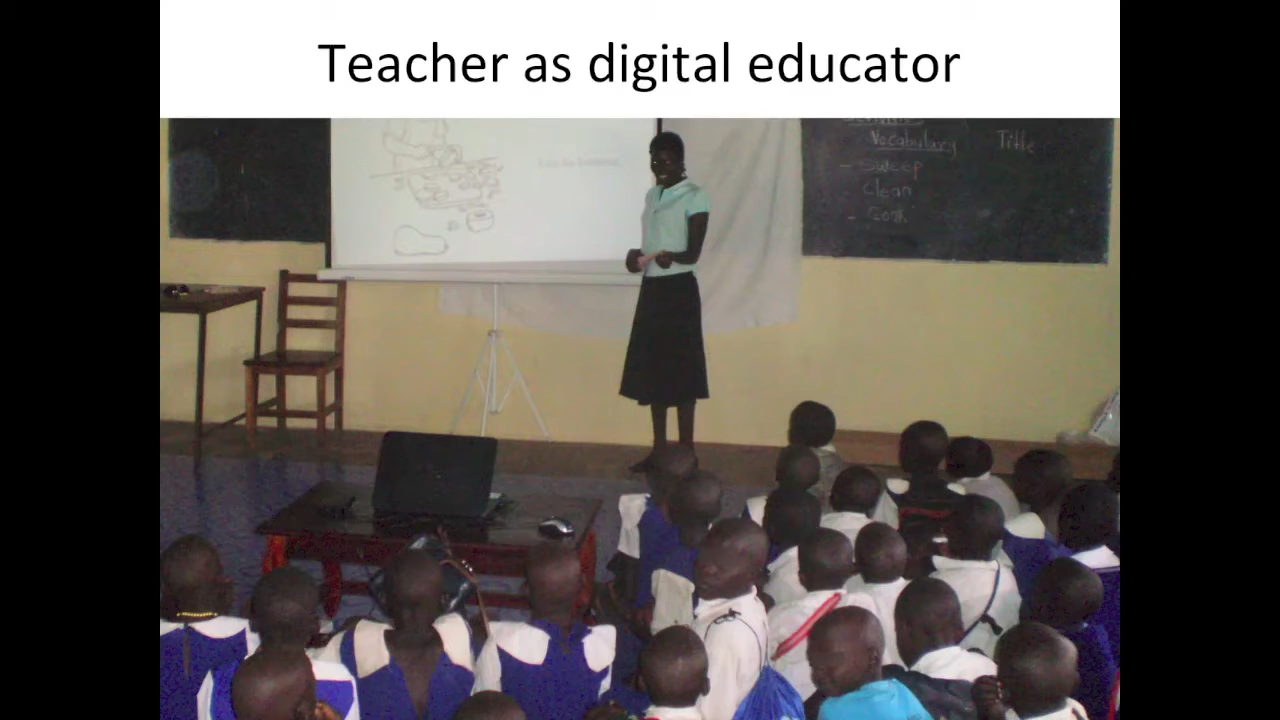 Teacher as digital educator
Vocabulary Title
- Sweep
- Clean
- Cook